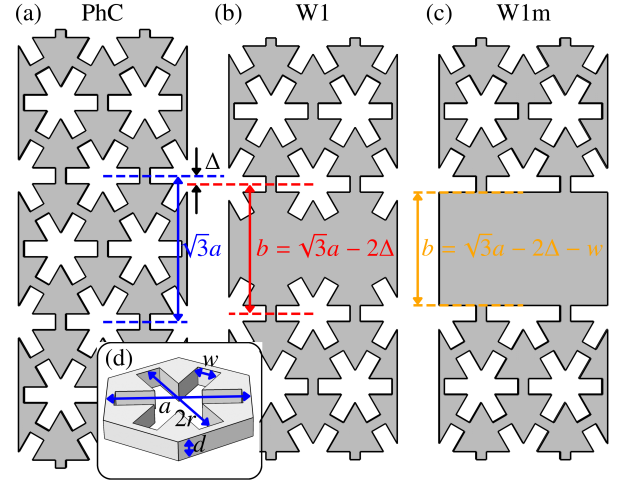 (a) PhC
(b) W1
(c) W1m
Δ
√3a
b = √3a − 2Δ
b = √3a − 2Δ − w
(d)
w
a
2r
d